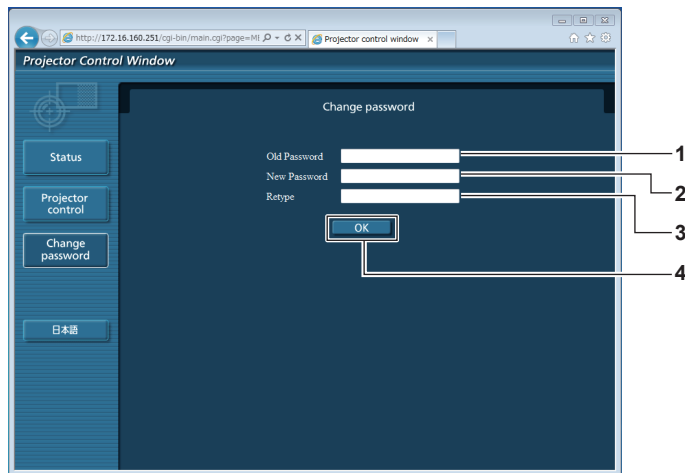 http://172.16.160.251/cgi-bin/main.cgi?page=MI
Projector control window
Projector Control Window
Change password
Status
Projector
control
Change
password
日本語
Old Password
New Password
Retype
OK
1
2
3
4